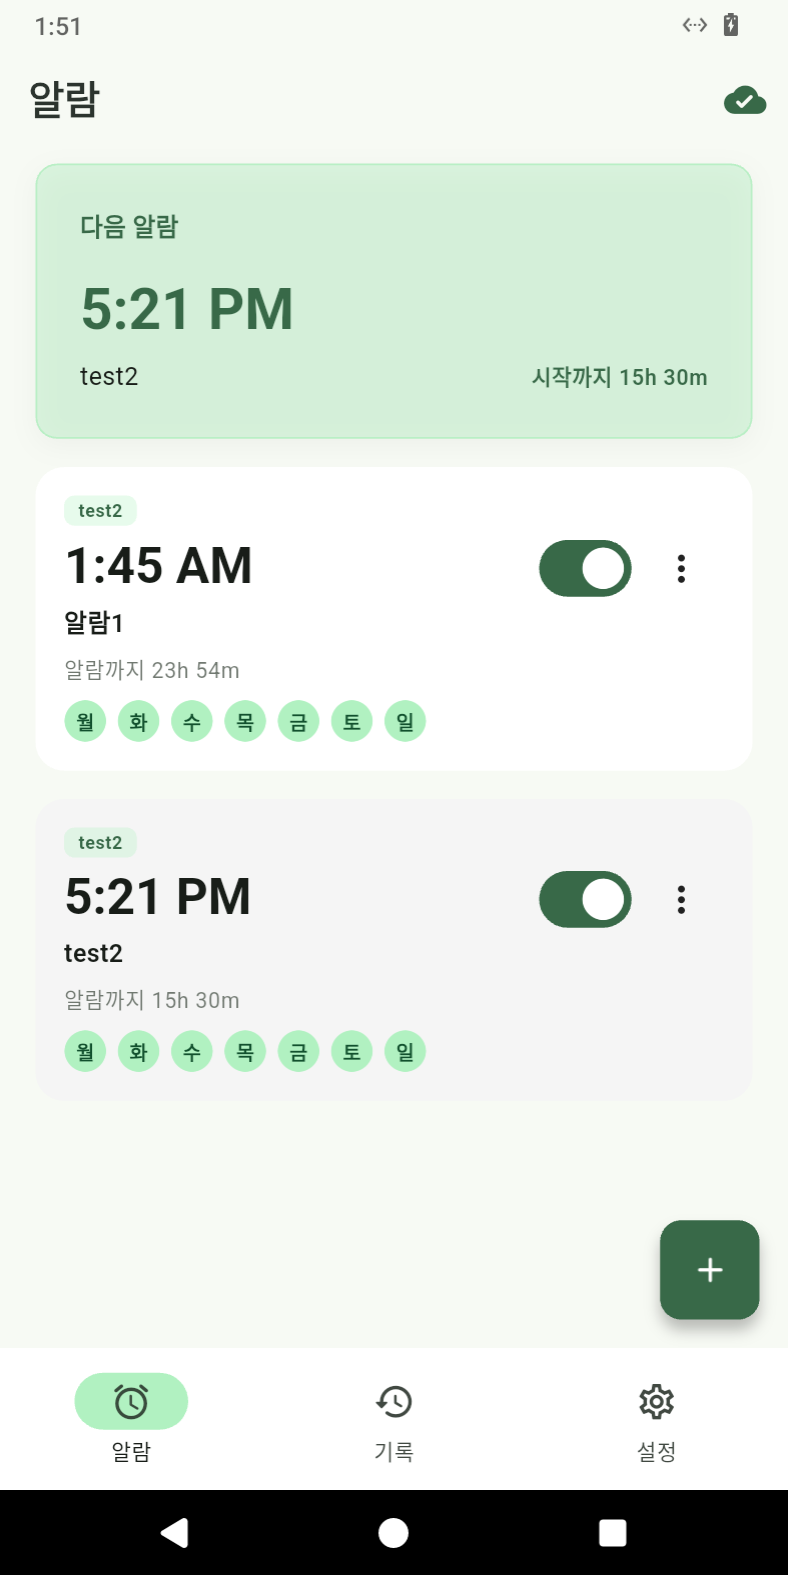 1:51
알람
다음 알람
5:21 PM
test2
시작까지 15h 30m
test2
1:45 AM
알람1
알람까지 23h 54m
월 화 수 목 금 토 일
test2
5:21 PM
test2
알람까지 15h 30m
월 화 수 목 금 토 일
알람 기록 설정